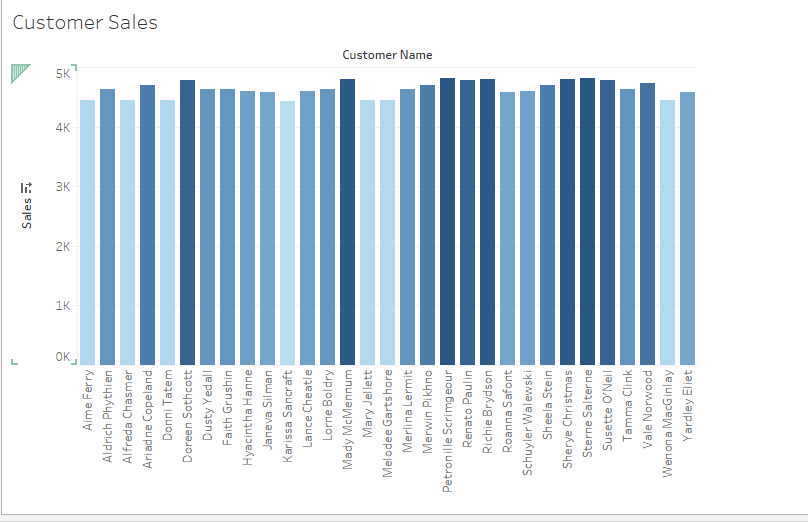 Customer Sales
Customer Name
5K
4K
3K
2K
1K
0K
Sales
Aime Ferry
Aldrich Phythien
Alfreda Chasmer
Ariadne Copeland
Donni Tatem
Doreen Sothcott
Dusty Yedall
Faith Grushin
Hyacintha Hanne
Janeva Silman
Karissa Sancraft
Lance Cheatle
Lorne Boldry
Mady McMennum
Mary Jellett
Melodee Gartshore
Merlina Lermit
Merwin Pikhno
Petronille Scrimgeour
Renato Paulin
Richie Brydson
Roanna Safont
Schuyler Walewski
Sheela Stein
Sherye Christmas
Sterne Salterne
Susette O'Neil
Tamma Clink
Vale Norwood
Wenona MacGinlay
Yardley Eliet